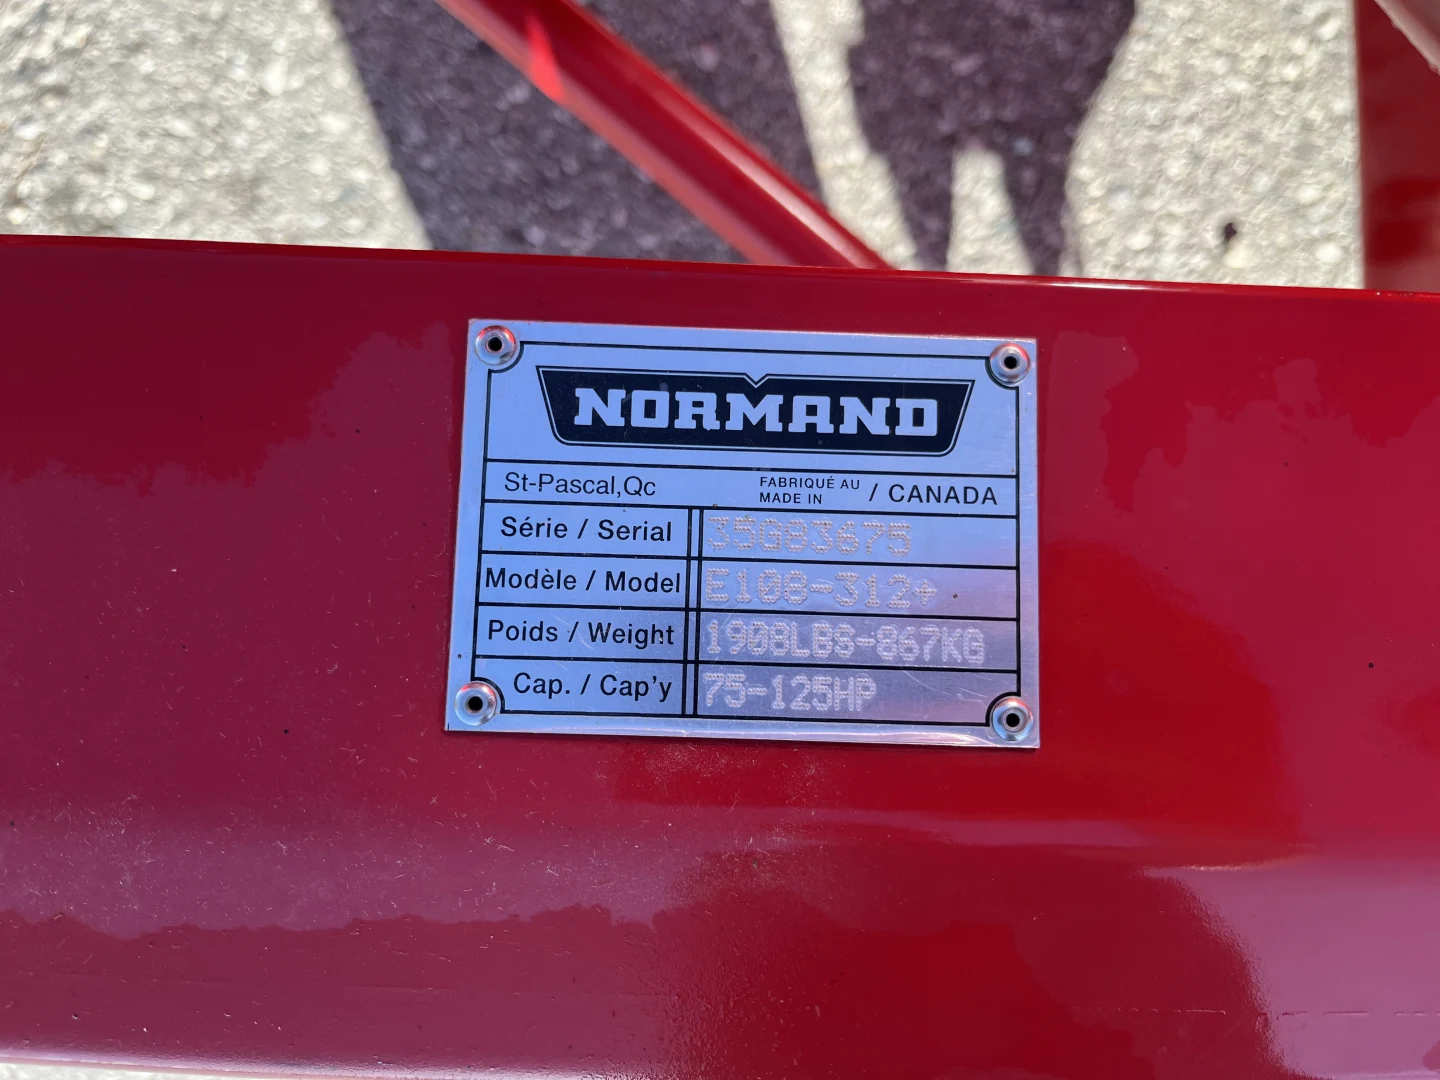 NORMAND
St-Pascal,Qc
FABRIQUÉ AU
MADE IN
/ CANADA
Série / Serial 35G83675
Modèle / Model E108-312+
Poids / Weight 1908LBS-867KG
Cap. / Cap'y 75-125HP